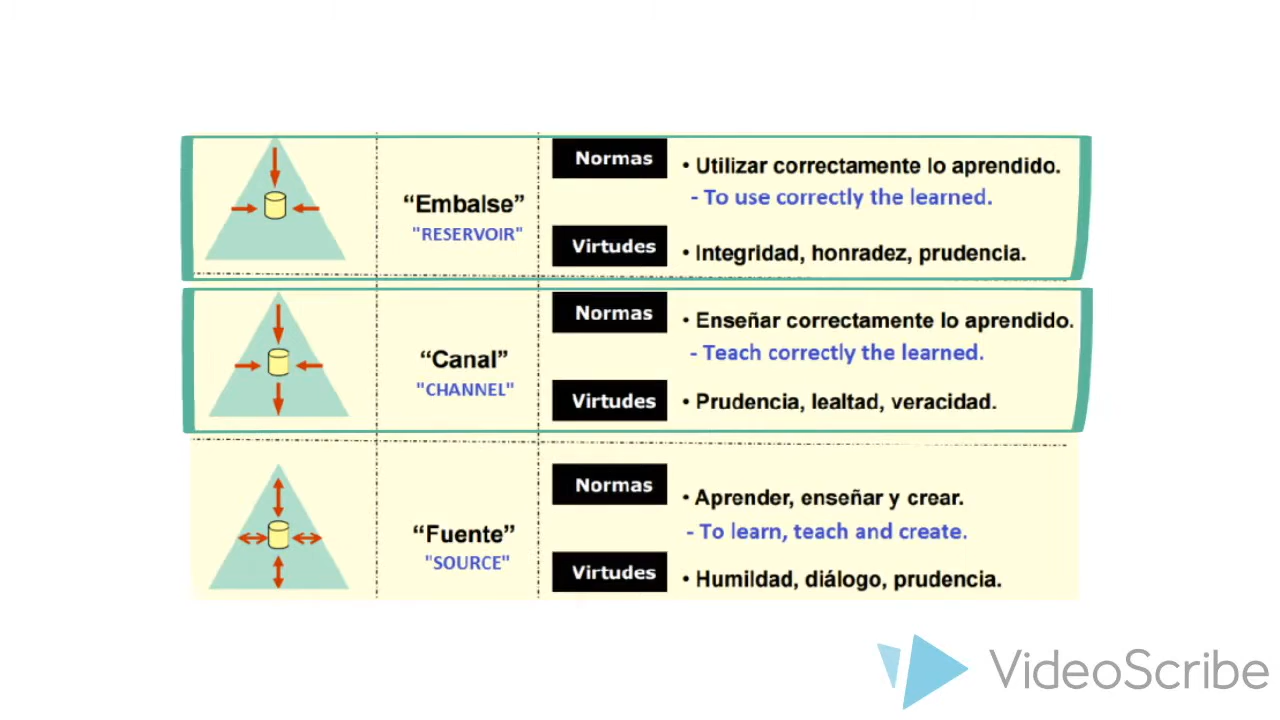 Normas
• Utilizar correctamente lo aprendido.
- To use correctly the learned.
“Embalse”
"RESERVOIR"
Virtudes
• Integridad, honradez, prudencia.
Normas
• Enseñar correctamente lo aprendido.
- Teach correctly the learned.
“Canal”
"CHANNEL"
Virtudes
• Prudencia, lealtad, veracidad.
Normas
• Aprender, enseñar y crear.
- To learn, teach and create.
“Fuente”
"SOURCE"
Virtudes
• Humildad, diálogo, prudencia.
VideoScribe